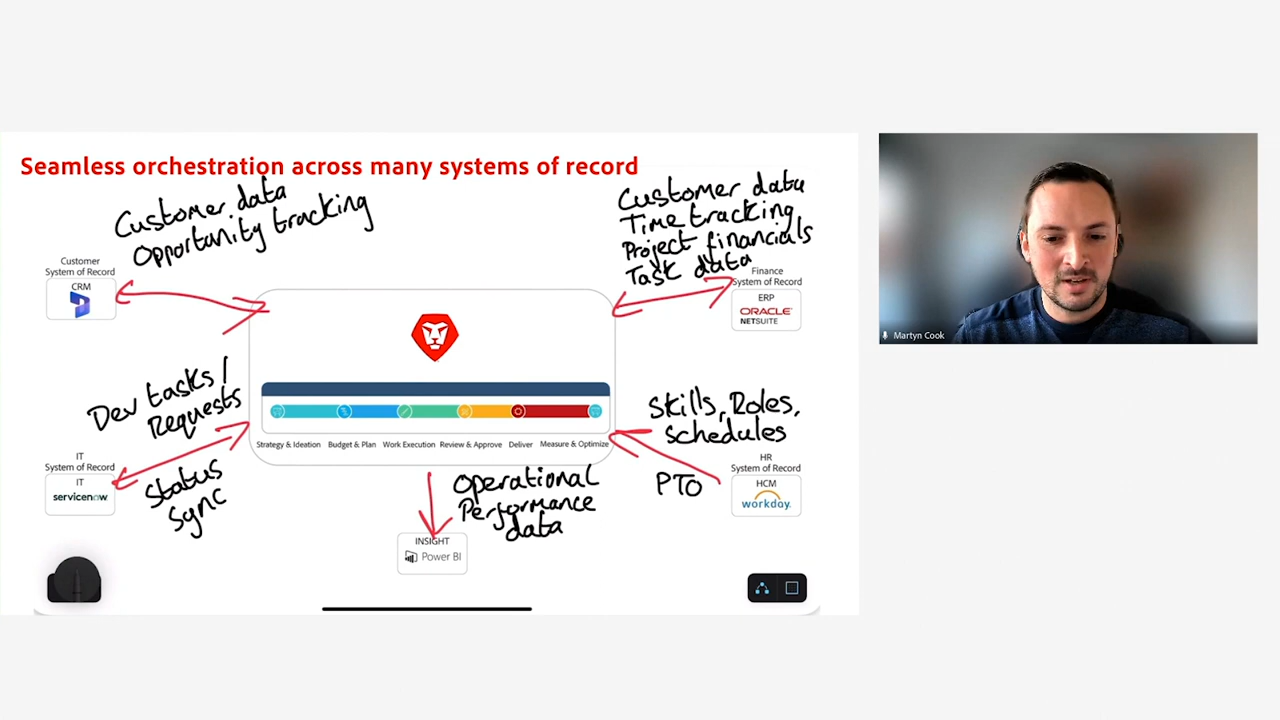 Seamless orchestration across many systems of record
Customer data
Opportunity tracking
Customer data
Time tracking
Project financials
Task data
Customer
System of Record
CRM
Finance
System of Record
ERP
ORACLE
NETSUITE
Martyn Cook
Dev tasks/
Requests
Strategy & Ideation Budget & Plan Work Execution Review & Approve Deliver Measure & Optimize
Skills, Roles,
Schedules
IT
System of Record
IT
servicenow
Status
Sync
Operational
Performance
data
PTO
HR
System of Record
HCM
workday.
INSIGHT
Power BI